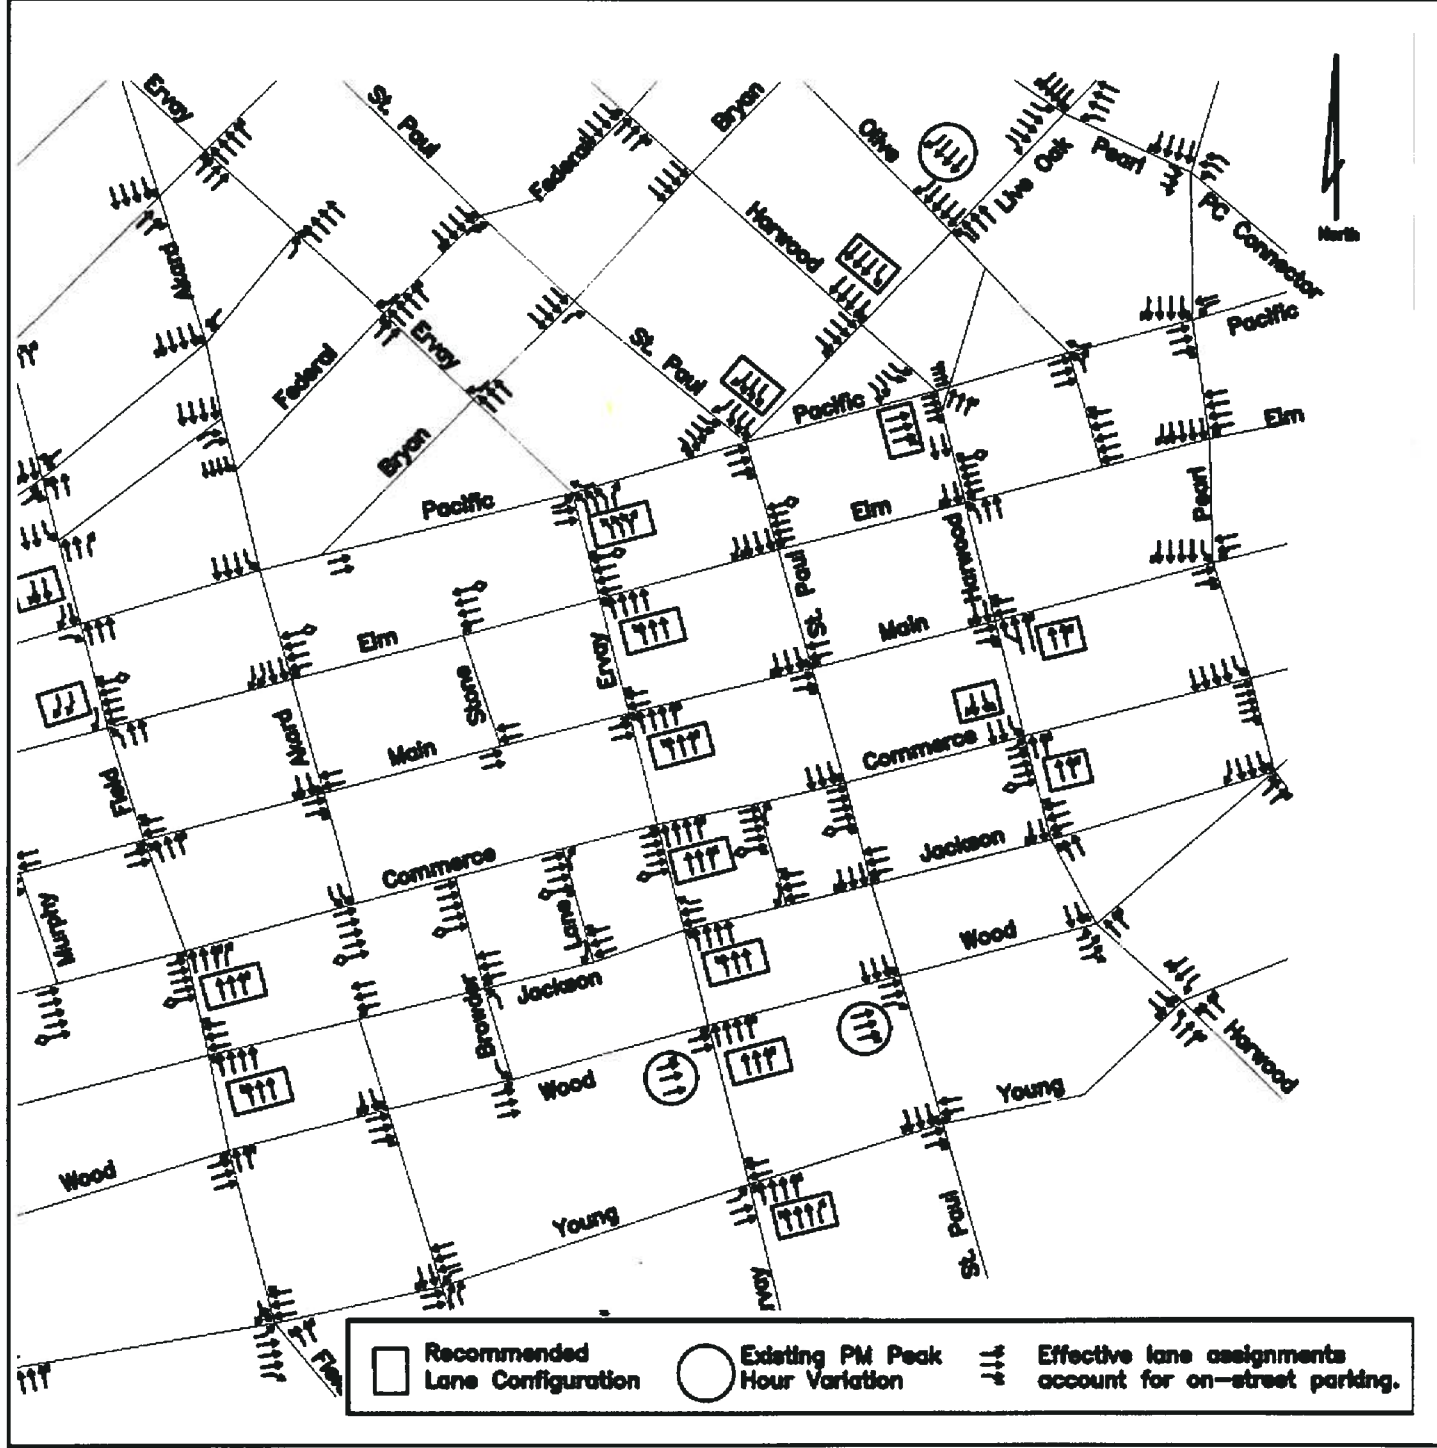 Ervay
St. Paul
Federal
Bryan
Olive
Live Oak
Pearl
PC Connector
North
Akard
Harwood
Federal
Ervay
St. Paul
Pacific
Pacific
Bryan
Pacific
Elm
Elm
Pearl
Harwood
St. Paul
Elm
Main
Ervay
Stone
Akard
Main
Field
Commerce
Commerce
Jackson
Murphy
Lane
Wood
Browder
Jackson
Wood
Harwood
Young
Wood
Young
St. Paul
rvay
Recommended
Lane Configuration
Existing PM Peak
Hour Variation
Effective lane assignments
account for on-street parking.